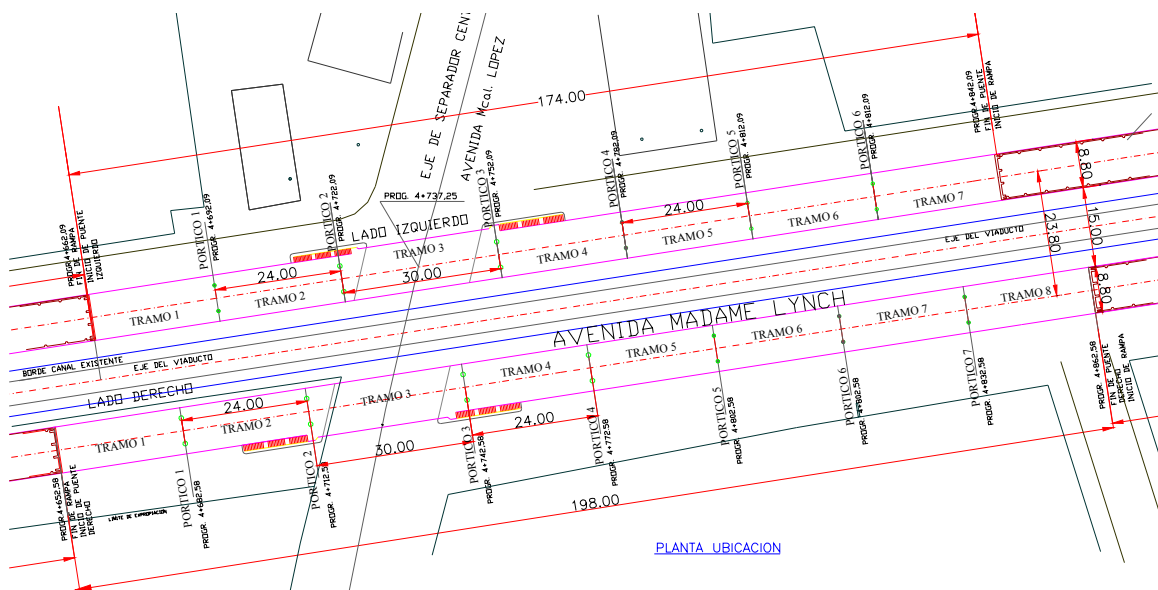 174.00
EJE DE SEPARADOR CENT
AVENIDA Mcal. LOPEZ
PROG. 4+737,25
LADO IZQUIERDO
PROGR.4+662,09
FIN DE RAMPA
INICIO DE PUENTE
IZQUIERDO
PORTICO 1
PROGR. 4+692,09
PORTICO 2
PROGR. 4+722,09
PORTICO 3
PROGR. 4+752,09
PORTICO 4
PROGR. 4+782,09
PORTICO 5
PROGR. 4+812,09
PORTICO 6
PROGR. 4+812,09
PROGR.4+842,09
FIN DE PUENTE
INICIO DE RAMPA
TRAMO 1
TRAMO 2
TRAMO 3
TRAMO 4
TRAMO 5
TRAMO 6
TRAMO 7
24.00
30.00
24.00
8.80
15.00
23.80
8.80
BORDE CANAL EXISTENTE
EJE DEL VIADUCTO
EJE DEL VIADUCTO
AVENIDA MADAME LYNCH
LADO DERECHO
TRAMO 1
TRAMO 2
TRAMO 3
TRAMO 4
TRAMO 5
TRAMO 6
TRAMO 7
TRAMO 8
24.00
30.00
24.00
PROGR.4+652,58
FIN DE RAMPA
INICIO DE PUENTE
DERECHO
LIMITE DE EXPROPIACION
PORTICO 1
PROGR. 4+682,58
PORTICO 2
PROGR. 4+712,5
PORTICO 3
PROGR. 4+742,58
PORTICO 4
PROGR. 4+772,58
PORTICO 5
PROGR. 4+802,58
PORTICO 6
PROGR. 4+802,58
PORTICO 7
PROGR. 4+832,58
PROGR. 4+862,58
FIN DE PUENTE
DERECHO
INICIO DE RAMPA
198.00
PLANTA UBICACION